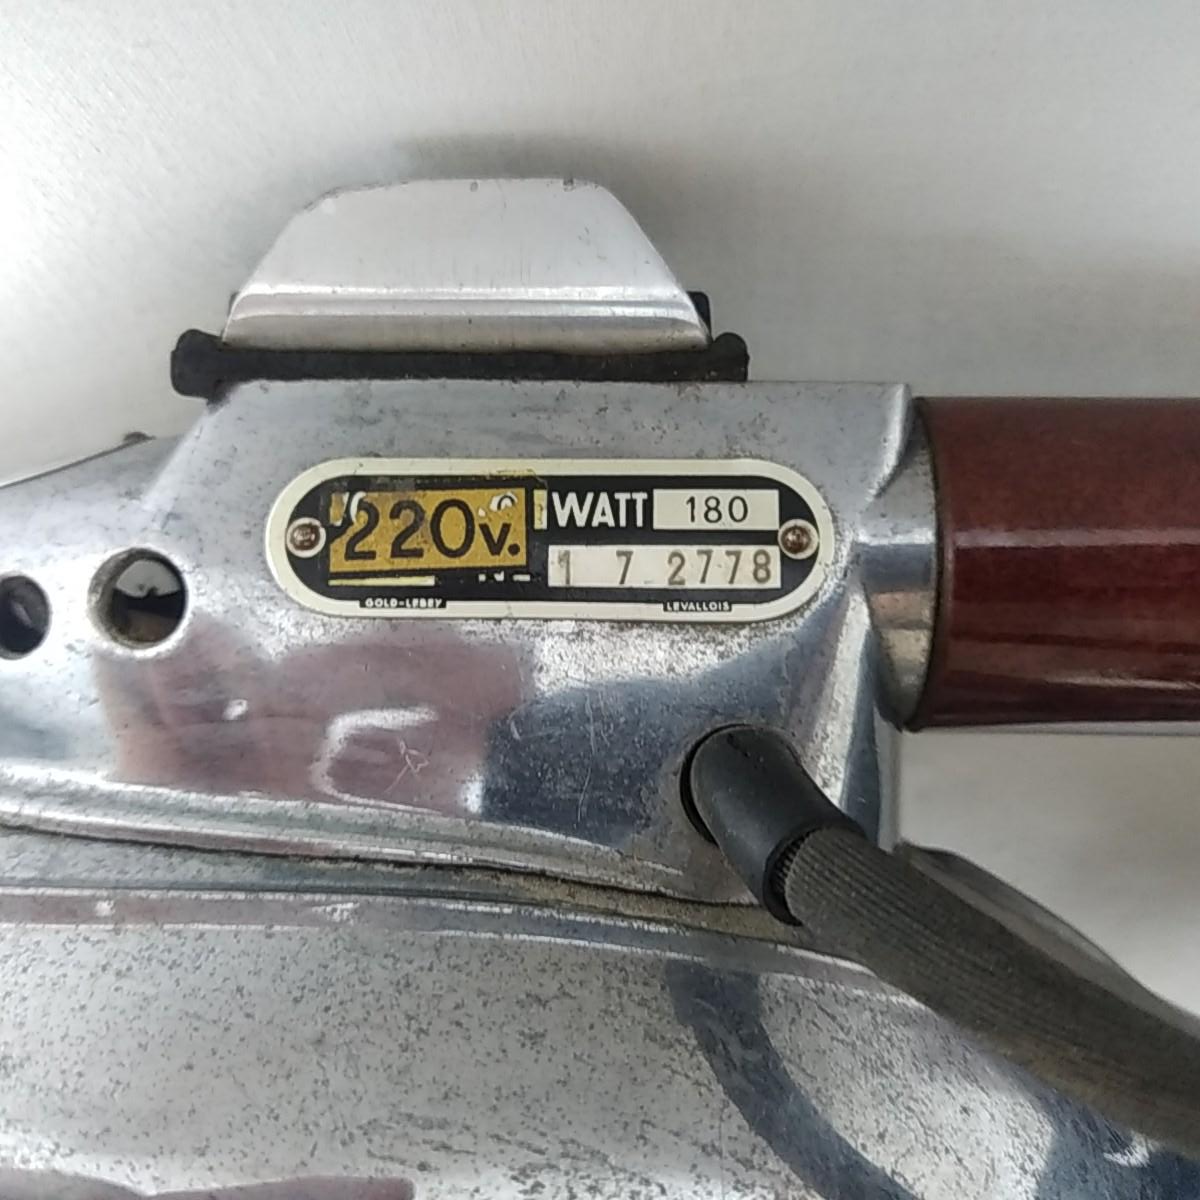 220v. WATT 180
1 7 2778
GOLD-LEBEY LEVALLOIS